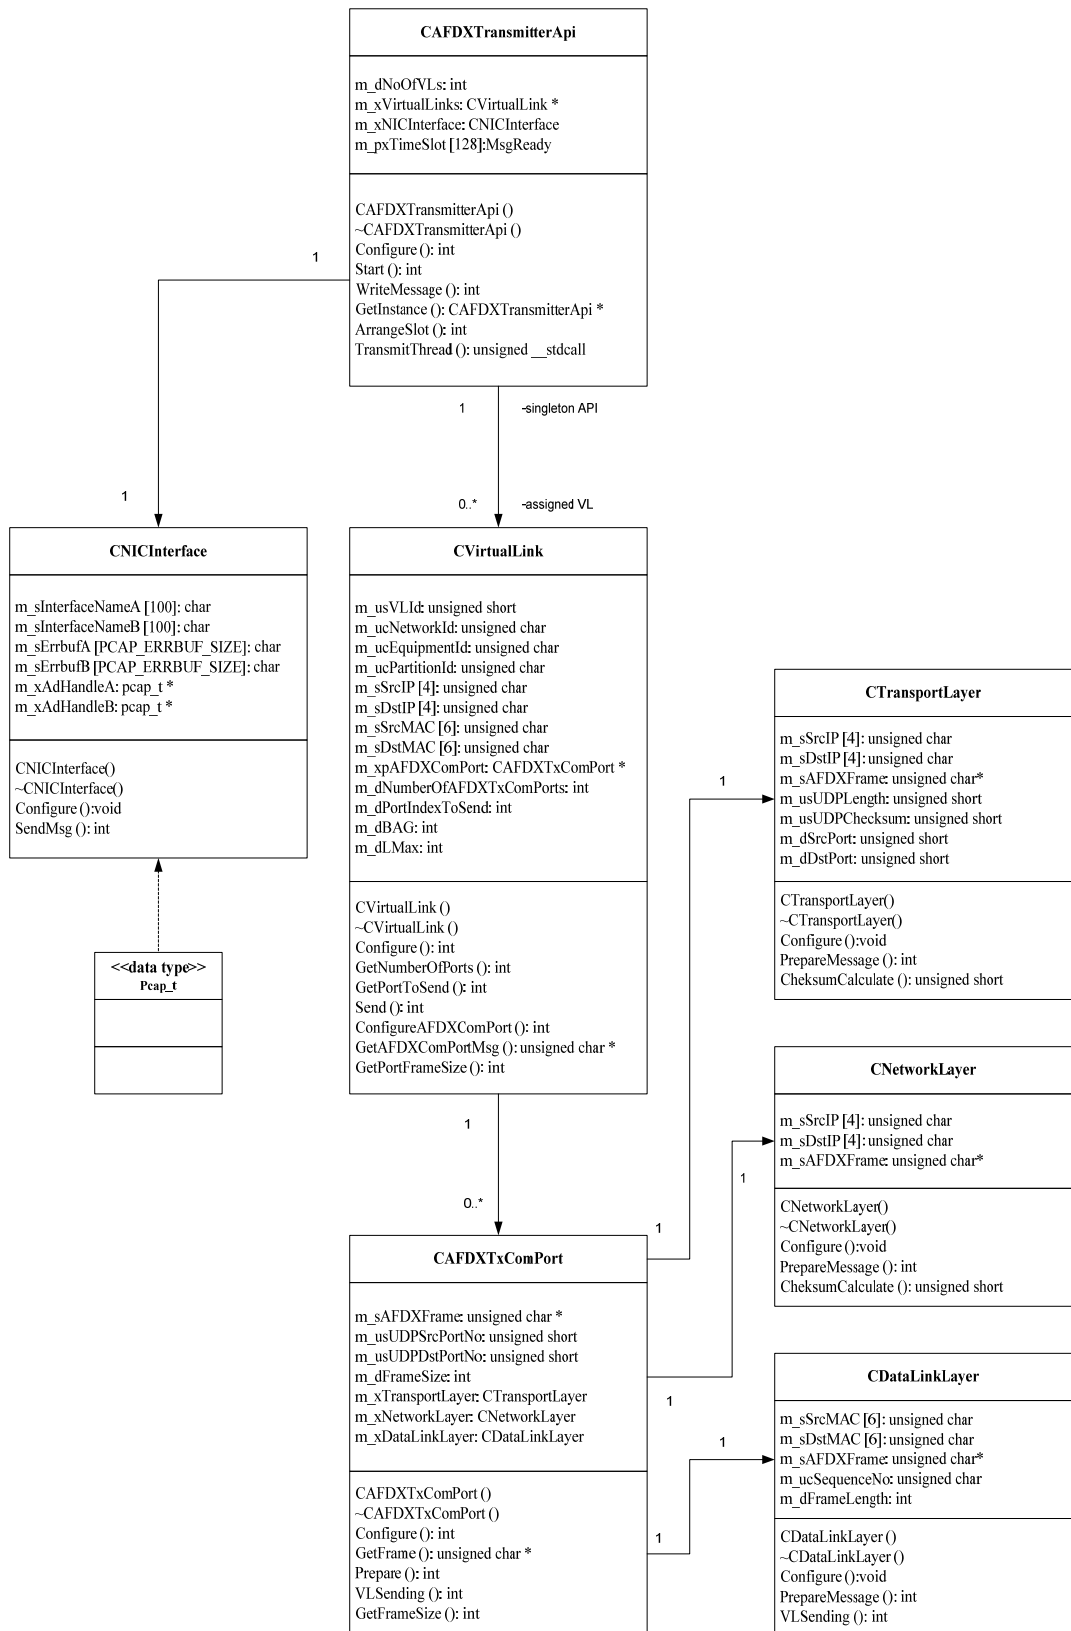 CAFDXTransmitterApi
m_dNoOfVLs: int
m_xVirtualLinks: CVirtualLink *
m_xNICInterface: CNICInterface
m_pxTimeSlot [128]:MsgReady
CAFDXTransmitterApi ()
~CAFDXTransmitterApi ()
Configure (): int
Start (): int
WriteMessage (): int
GetInstance (): CAFDXTransmitterApi *
ArrangeSlot (): int
TransmitThread (): unsigned __stdcall
1
1
1
-singleton API
0..*
-assigned VL
CNICInterface
m_sInterfaceNameA [100]: char
m_sInterfaceNameB [100]: char
m_sErrbufA [PCAP_ERRBUF_SIZE]: char
m_sErrbufB [PCAP_ERRBUF_SIZE]: char
m_xAdHandleA: pcap_t *
m_xAdHandleB: pcap_t *
CNICInterface()
~CNICInterface()
Configure ():void
SendMsg (): int
<<data type>>
Pcap_t
CVirtualLink
m_usVLId: unsigned short
m_ucNetworkId: unsigned char
m_ucEquipmentId: unsigned char
m_ucPartitionId: unsigned char
m_sSrcIP [4]: unsigned char
m_sDstIP [4]: unsigned char
m_sSrcMAC [6]: unsigned char
m_sDstMAC [6]: unsigned char
m_xpAFDXComPort: CAFDXTxComPort *
m_dNumberOfAFDXTxComPorts: int
m_dPortIndexToSend: int
m_dBAG: int
m_dLMax: int
CVirtualLink ()
~CVirtualLink ()
Configure (): int
GetNumberOfPorts (): int
GetPortToSend (): int
Send (): int
ConfigureAFDXComPort (): int
GetAFDXComPortMsg (): unsigned char *
GetPortFrameSize (): int
1
0..*
CAFDXTxComPort
m_sAFDXFrame: unsigned char *
m_usUDPSrcPortNo: unsigned short
m_usUDPDstPortNo: unsigned short
m_dFrameSize: int
m_xTransportLayer: CTransportLayer
m_xNetworkLayer: CNetworkLayer
m_xDataLinkLayer: CDataLinkLayer
CAFDXTxComPort ()
~CAFDXTxComPort ()
Configure (): int
GetFrame (): unsigned char *
Prepare (): int
VLSending (): int
GetFrameSize (): int
1
1
1
1
1
1
CTransportLayer
m_sSrcIP [4]: unsigned char
m_sDstIP [4]: unsigned char
m_sAFDXFrame: unsigned char*
m_usUDPLength: unsigned short
m_usUDPChecksum: unsigned short
m_dSrcPort: unsigned short
m_dDstPort: unsigned short
CTransportLayer()
~CTransportLayer()
Configure ():void
PrepareMessage (): int
CheksumCalculate (): unsigned short
CNetworkLayer
m_sSrcIP [4]: unsigned char
m_sDstIP [4]: unsigned char
m_sAFDXFrame: unsigned char*
CNetworkLayer()
~CNetworkLayer()
Configure ():void
PrepareMessage (): int
CheksumCalculate (): unsigned short
CDataLinkLayer
m_sSrcMAC [6]: unsigned char
m_sDstMAC [6]: unsigned char
m_sAFDXFrame: unsigned char*
m_ucSequenceNo: unsigned char
m_dFrameLength: int
CDataLinkLayer ()
~CDataLinkLayer ()
Configure ():void
PrepareMessage (): int
VLSending (): int